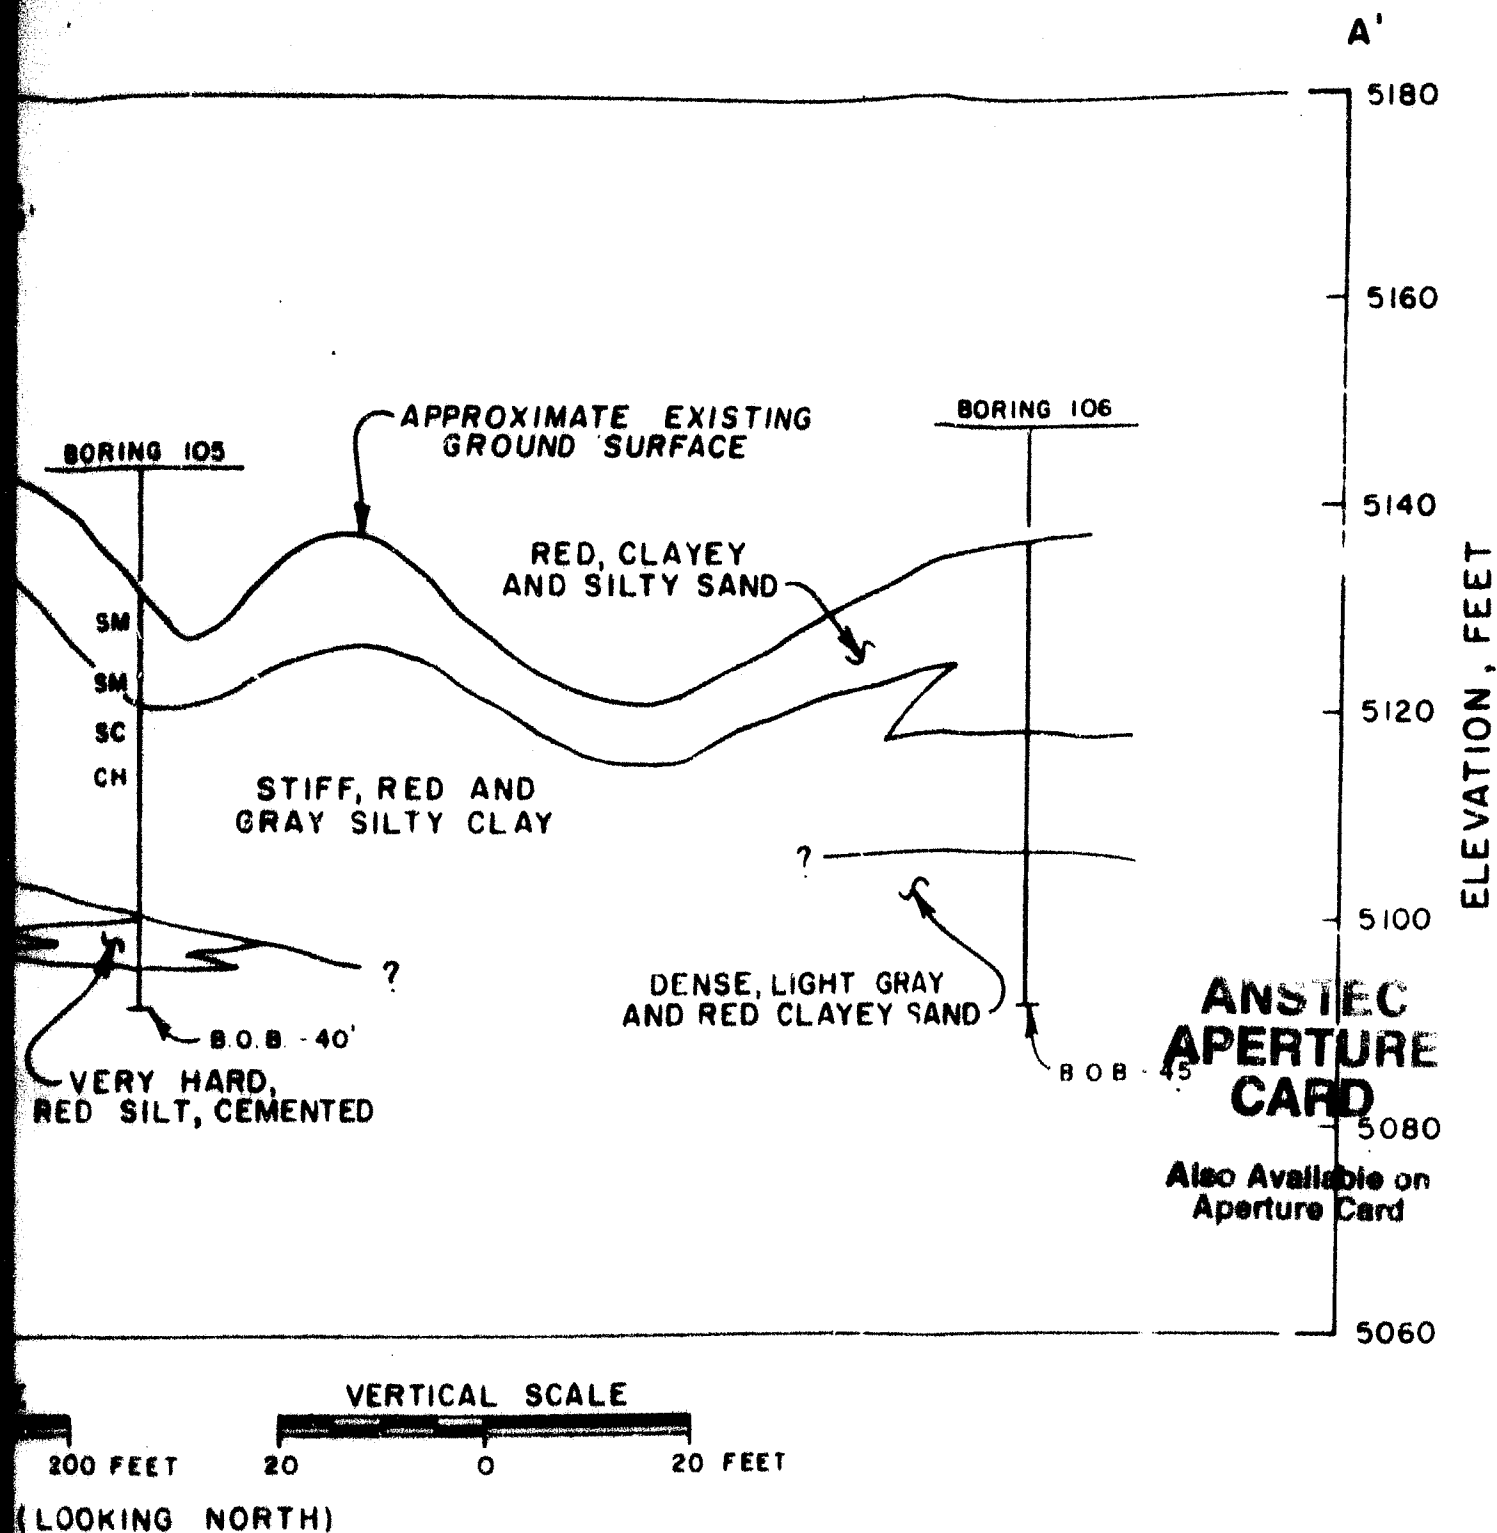 A'
5180
5160
BORING 106
APPROXIMATE EXISTING
GROUND SURFACE
BORING 105
5140
RED, CLAYEY
AND SILTY SAND
SM
SM
SC
CH
5120
STIFF, RED AND
GRAY SILTY CLAY
ELEVATION, FEET
?
5100
?
DENSE, LIGHT GRAY
AND RED CLAYEY SAND
ANSTEC
APERTURE
CARD
B.O.B. - 40'
B O B - 45
VERY HARD,
RED SILT, CEMENTED
5080
Also Available on
Aperture Card
5060
VERTICAL SCALE
200 FEET
20 0 20 FEET
(LOOKING NORTH)